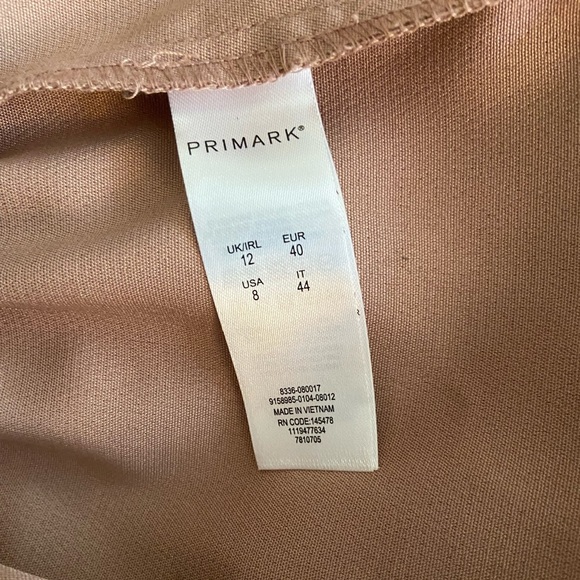 PRIMARK®
UK/IRL EUR
12 40
USA IT
8 44
8336-080017
9158985-0104-08012
MADE IN VIETNAM
RN CODE:145478
1119477634
7810705